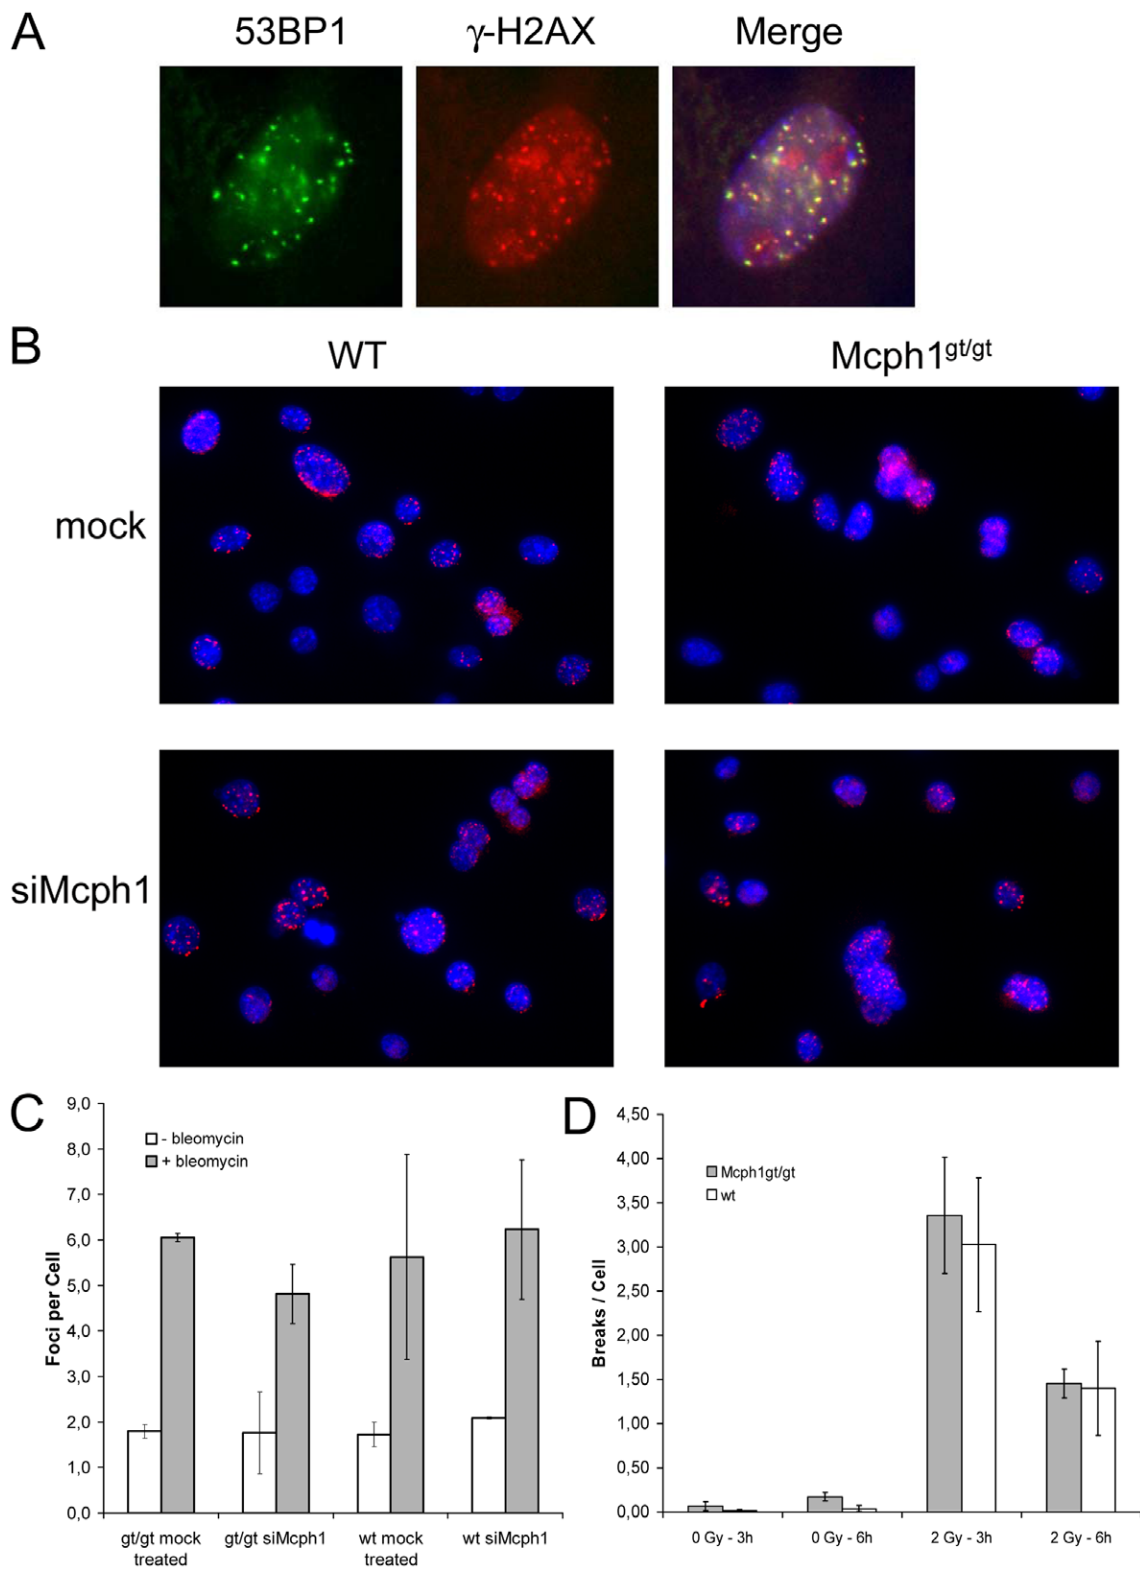 A
53BP1
γ-H2AX
Merge
B
WT
Mcph1gt/gt
mock
siMcph1
C
9,0
8,0
7,0
6,0
5,0
4,0
3,0
2,0
1,0
0,0
Foci per Cell
- bleomycin
+ bleomycin
gt/gt mock
treated
gt/gt siMcph1
wt mock
treated
wt siMcph1
D
4,50
4,00
3,50
3,00
2,50
2,00
1,50
1,00
0,50
0,00
Breaks / Cell
Mcph1gt/gt
wt
0 Gy - 3h
0 Gy - 6h
2 Gy - 3h
2 Gy - 6h